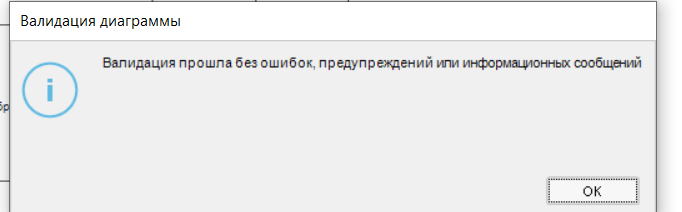 Валидация диаграммы
Валидация прошла без ошибок, предупреждений или информационных сообщений
OK